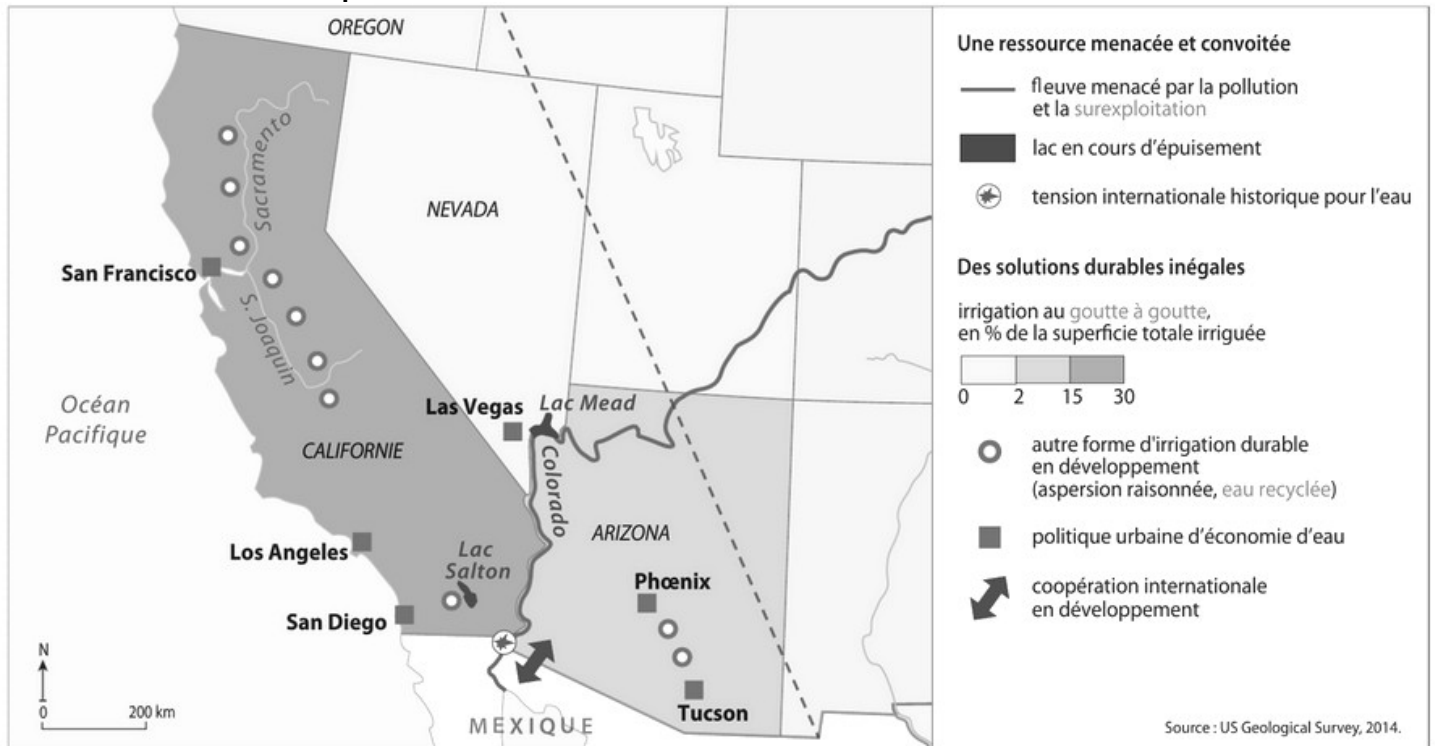 OREGON
Sacramento
NEVADA
San Francisco
S. Joaquin
Océan
Pacifique
Las Vegas
Lac Mead
CALIFORNIE
Colorado
ARIZONA
Los Angeles
Lac
Salton
Phœnix
San Diego
Tucson
N
0 200 km
MEXIQUE
Une ressource menacée et convoitée
fleuve menacé par la pollution
et la surexploitation
lac en cours d'épuisement
tension internationale historique pour l'eau
Des solutions durables inégales
irrigation au goutte à goutte,
en % de la superficie totale irriguée
0 2 15 30
autre forme d'irrigation durable
en développement
(aspersion raisonnée, eau recyclée)
politique urbaine d'économie d'eau
coopération internationale
en développement
Source : US Geological Survey, 2014.